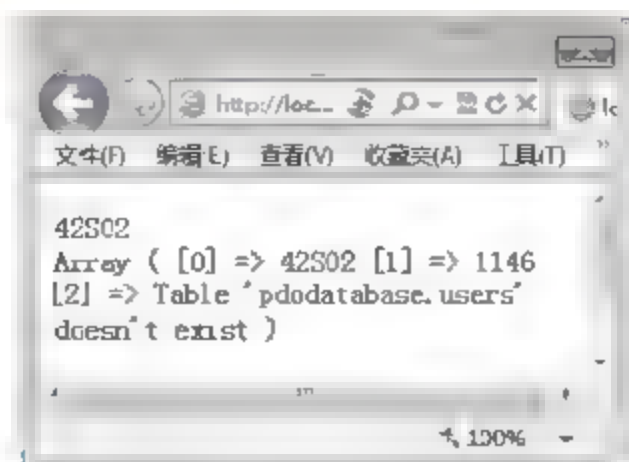 http://loc...
文件(F) 编辑(E) 查看(V) 收藏夹(A) 工具(T) »
42S02
Array ( [0] => 42S02 [1] => 1146
[2] => Table 'pdodatabase.users'
doesn't exist )
100%